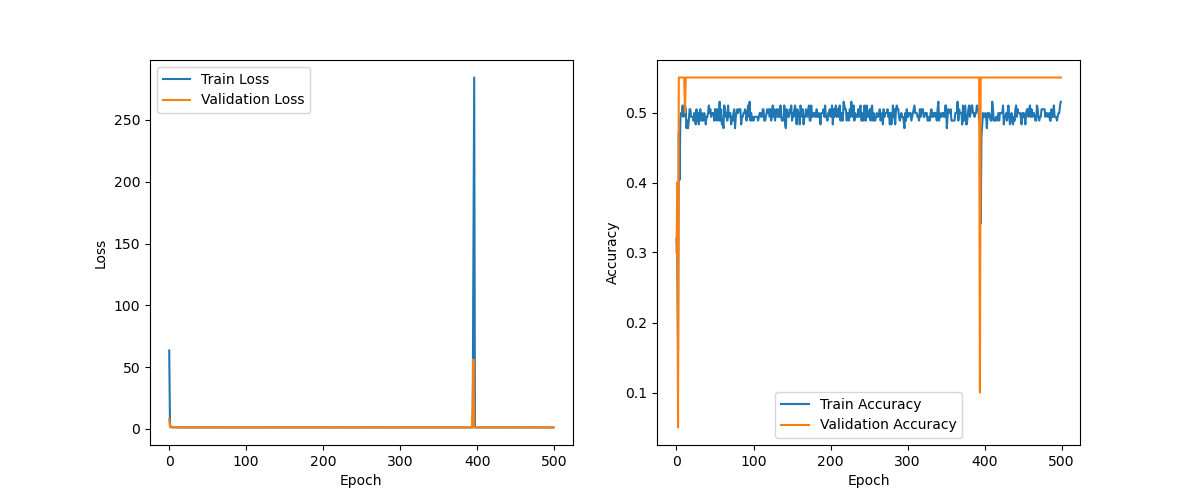 Train Loss
Validation Loss
250
200
150
100
50
0
Loss
0 100 200 300 400 500
Epoch
0.5
0.4
0.3
0.2
0.1
Accuracy
Train Accuracy
Validation Accuracy
0 100 200 300 400 500
Epoch